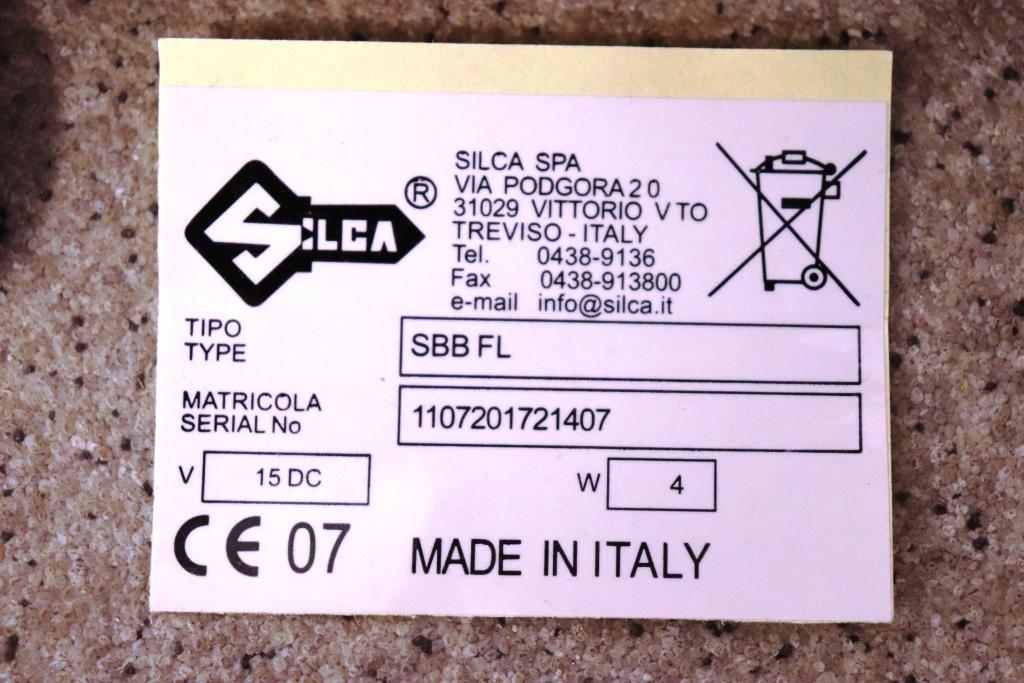 SILCA ®
SILCA SPA
VIA PODGORA 2 0
31029 VITTORIO V TO
TREVISO - ITALY
Tel. 0438-9136
Fax 0438-913800
e-mail info@silca.it
TIPO
TYPE SBB FL
MATRICOLA
SERIAL No 1107201721407
V 15 DC W 4
CE 07 MADE IN ITALY